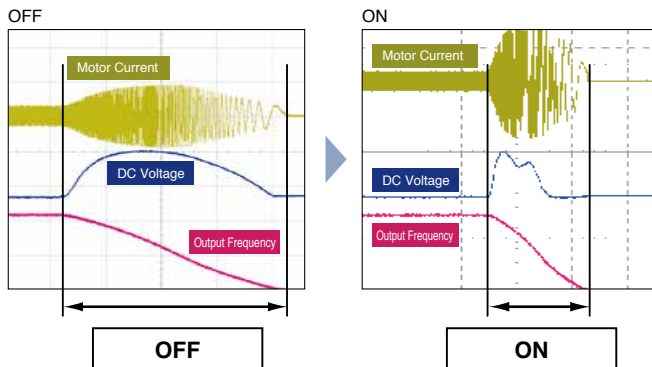 OFF
Motor Current
DC Voltage
Output Frequency
OFF
ON
Motor Current
DC Voltage
Output Frequency
ON